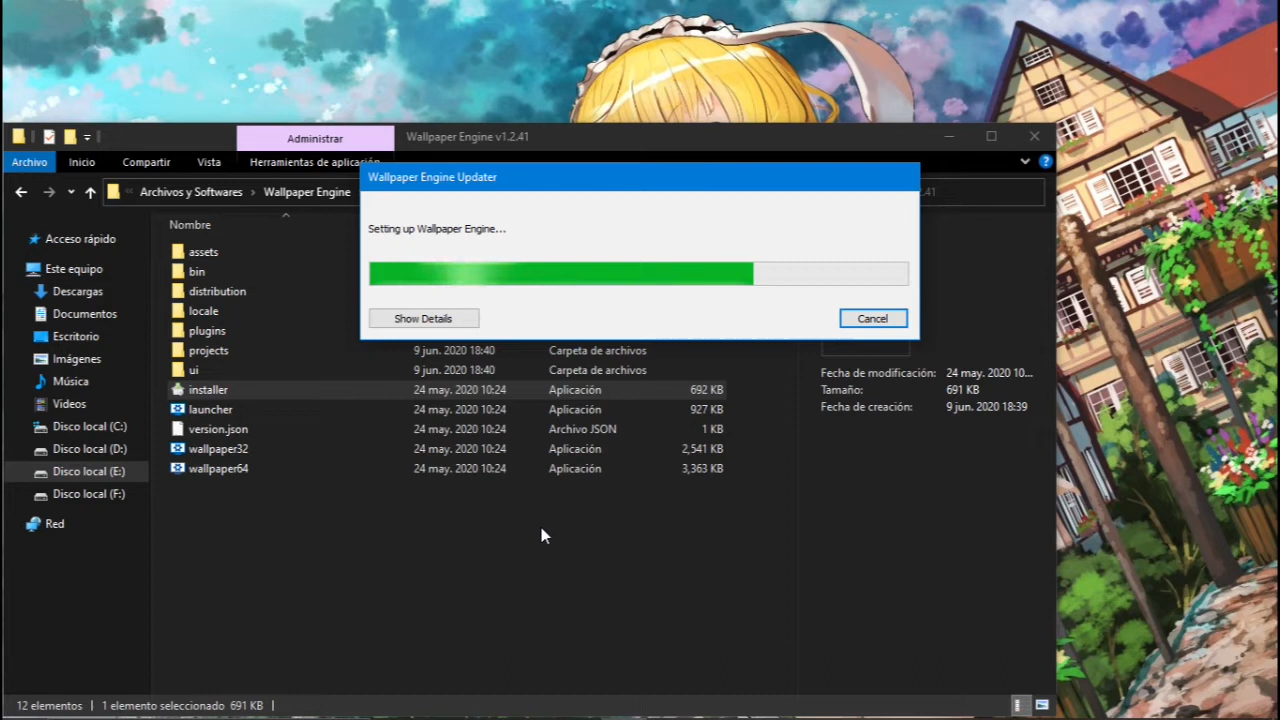 Administrar
Wallpaper Engine v1.2.41
Archivo Inicio Compartir Vista Herramientas de aplicación
Archivos y Softwares > Wallpaper Engine
Wallpaper Engine Updater
Setting up Wallpaper Engine...
Show Details Cancel
Acceso rápido
Este equipo
Descargas
Documentos
Escritorio
Imágenes
Música
Videos
Disco local (C:)
Disco local (D:)
Disco local (E:)
Disco local (F:)
Red
Nombre
assets
bin
distribution
locale
plugins
projects 9 jun. 2020 18:40 Carpeta de archivos
ui 9 jun. 2020 18:40 Carpeta de archivos
installer 24 may. 2020 10:24 Aplicación 692 KB
launcher 24 may. 2020 10:24 Aplicación 927 KB
version.json 24 may. 2020 10:24 Archivo JSON 1 KB
wallpaper32 24 may. 2020 10:24 Aplicación 2,541 KB
wallpaper64 24 may. 2020 10:24 Aplicación 3,363 KB
Fecha de modificación: 24 may. 2020 10...
Tamaño: 691 KB
Fecha de creación: 9 jun. 2020 18:39
12 elementos | 1 elemento seleccionado 691 KB |